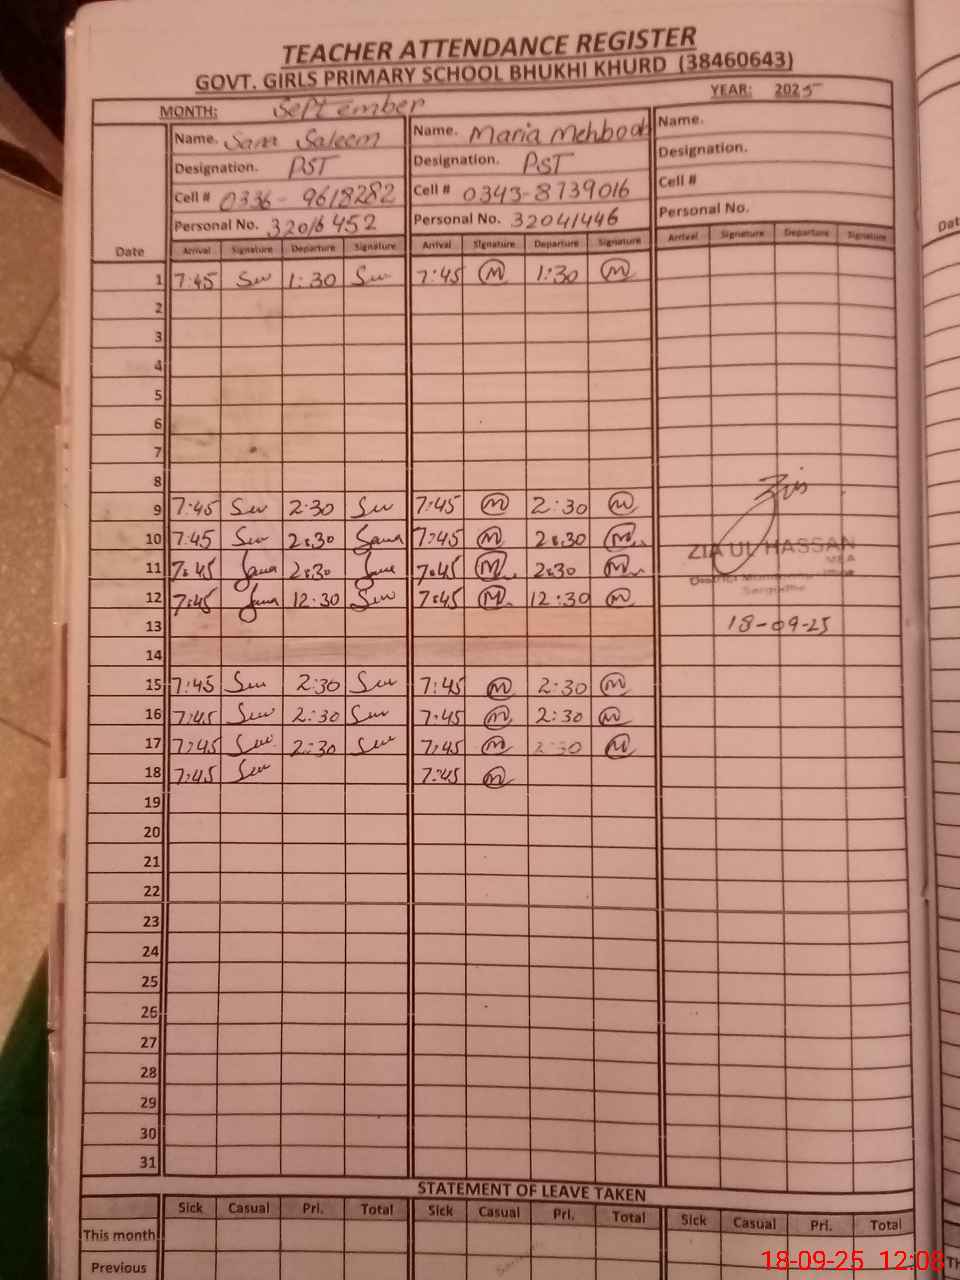 TEACHER ATTENDANCE REGISTER
GOVT. GIRLS PRIMARY SCHOOL BHUKHI KHURD (38460643)
MONTH: September YEAR: 2025
Name. Saleem Name. Maria Mehboob Name.
Designation. PST Designation. PST Designation.
Cell # 0336-9618282 Cell # 0343-8739016 Cell #
Personal No. 32016452 Personal No. 32041446 Personal No.
Date Arrival Signature Departure Signature Arrival Signature Departure Signature Arrival Signature Departure Signature
1 7:45 1:30 7:45 M 1:30 M
2
3
4
5
6
7
8
9 7:45 2:30 7:45 M 2:30 M
10 7:45 2:30 Sana 7:45 M 2:30 M
11 7:45 Sana 2:30 Sana 7:45 M 2:30 M
12 7:45 Sana 12:30 7:45 M 12:30 M
ZIA UL HASSAN
MEA
Sargodha
13 18-09-25
14
15 7:45 2:30 7:45 M 2:30 M
16 7:45 2:30 7:45 M 2:30 M
17 7:45 2:30 7:45 M 2:30 M
18 7:45 7:45 M
19
20
21
22
23
24
25
26
27
28
29
30
31
STATEMENT OF LEAVE TAKEN
Sick Casual Pri. Total Sick Casual Pri. Total Sick Casual Pri. Total
This month
Previous
18-09-25 12:08
Dat